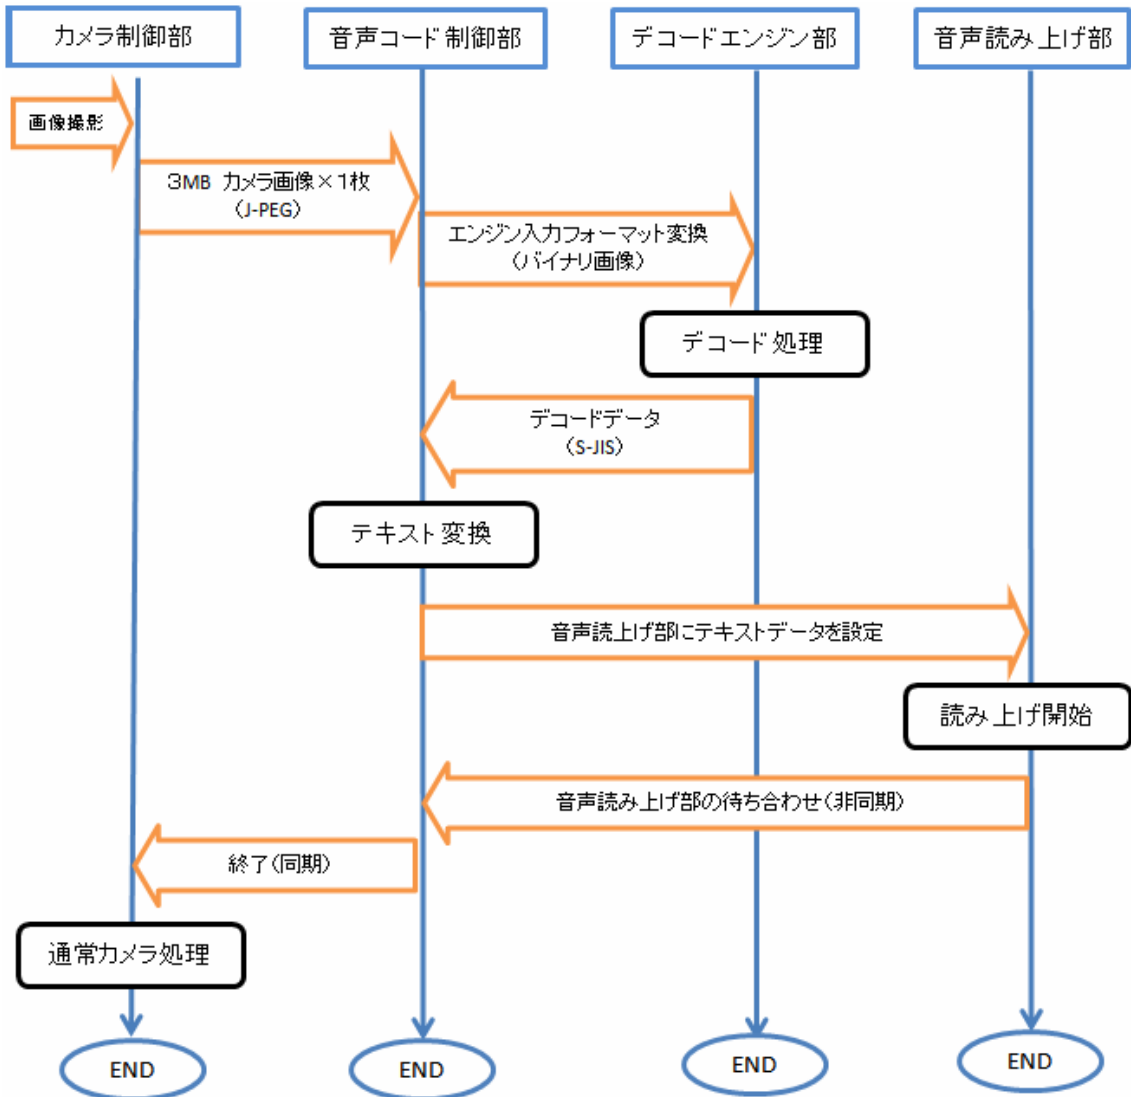 カメラ制御部
音声コード制御部
デコードエンジン部
音声読み上げ部
画像撮影
3MB カメラ画像×1枚
(J-PEG)
エンジン入力フォーマット変換
(バイナリ画像)
デコード処理
デコードデータ
(S-JIS)
テキスト変換
音声読上げ部にテキストデータを設定
読み上げ開始
音声読み上げ部の待ち合わせ(非同期)
終了(同期)
通常カメラ処理
END
END
END
END